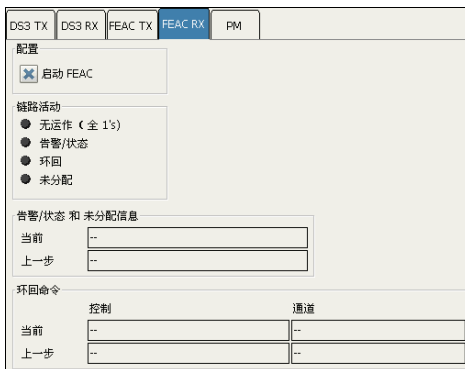 DS3 TX DS3 RX FEAC TX FEAC RX PM
配置
启动 FEAC
链路活动
无运作 ( 全 1's)
告警/状态
环回
未分配
告警/状态 和 未分配信息
当前 --
上一步 --
环回命令
控制 通道
当前 -- --
上一步 -- --